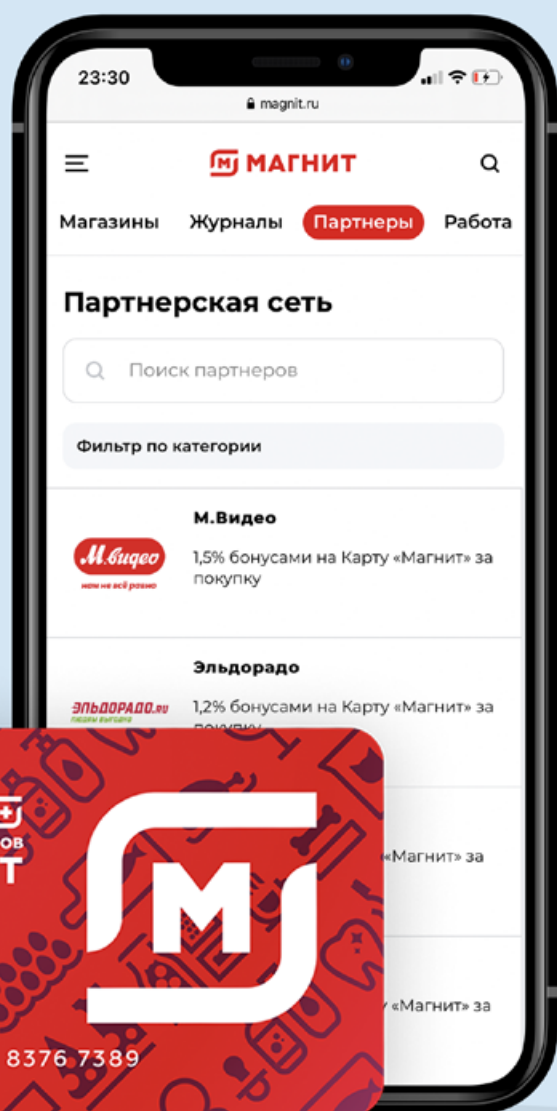 23:30
magnit.ru
М МАГНИТ
Магазины Журналы Партнеры Работа
Партнерская сеть
Поиск партнеров
Фильтр по категории
М.Видео
М.видео
1,5% бонусами на Карту «Магнит» за
покупку
нам не всё равно
Эльдорадо
ЭЛЬДОРАДО.RU
1,2% бонусами на Карту «Магнит» за
покупку
«Магнит» за
«Магнит» за
М
8376 7389